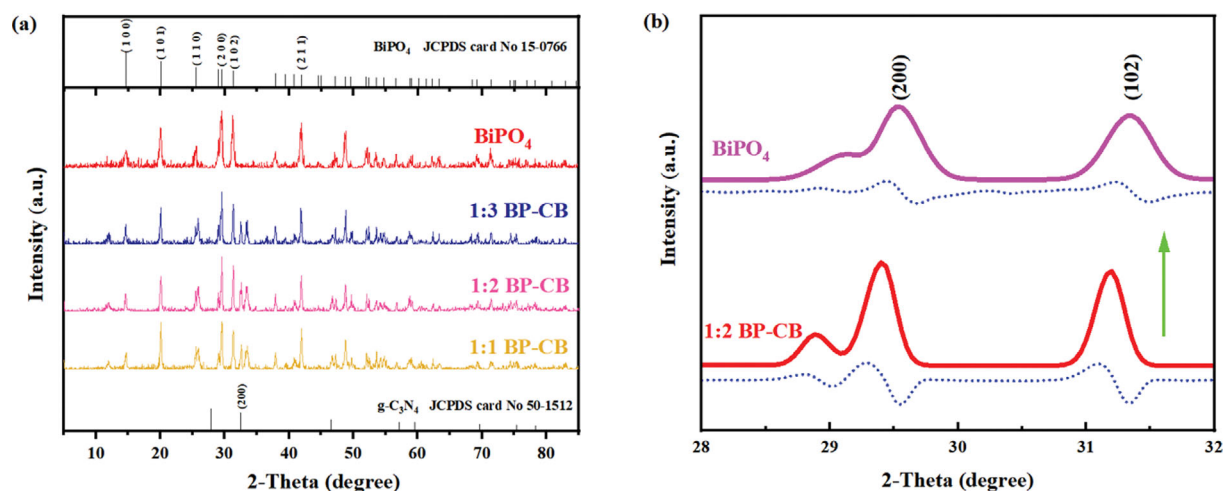 (a)
(1 0 0)
(1 0 1)
(1 1 0)
(2 0 0)
(1 0 2)
(2 1 1)
BiPO₄ JCPDS card No 15-0766
BiPO₄
1:3 BP-CB
1:2 BP-CB
1:1 BP-CB
(200)
g-C₃N₄ JCPDS card No 50-1512
Intensity (a.u.)
10 20 30 40 50 60 70 80
2-Theta (degree)
(b)
(200)
(102)
BiPO₄
1:2 BP-CB
Intensity (a.u.)
28 29 30 31 32
2-Theta (degree)